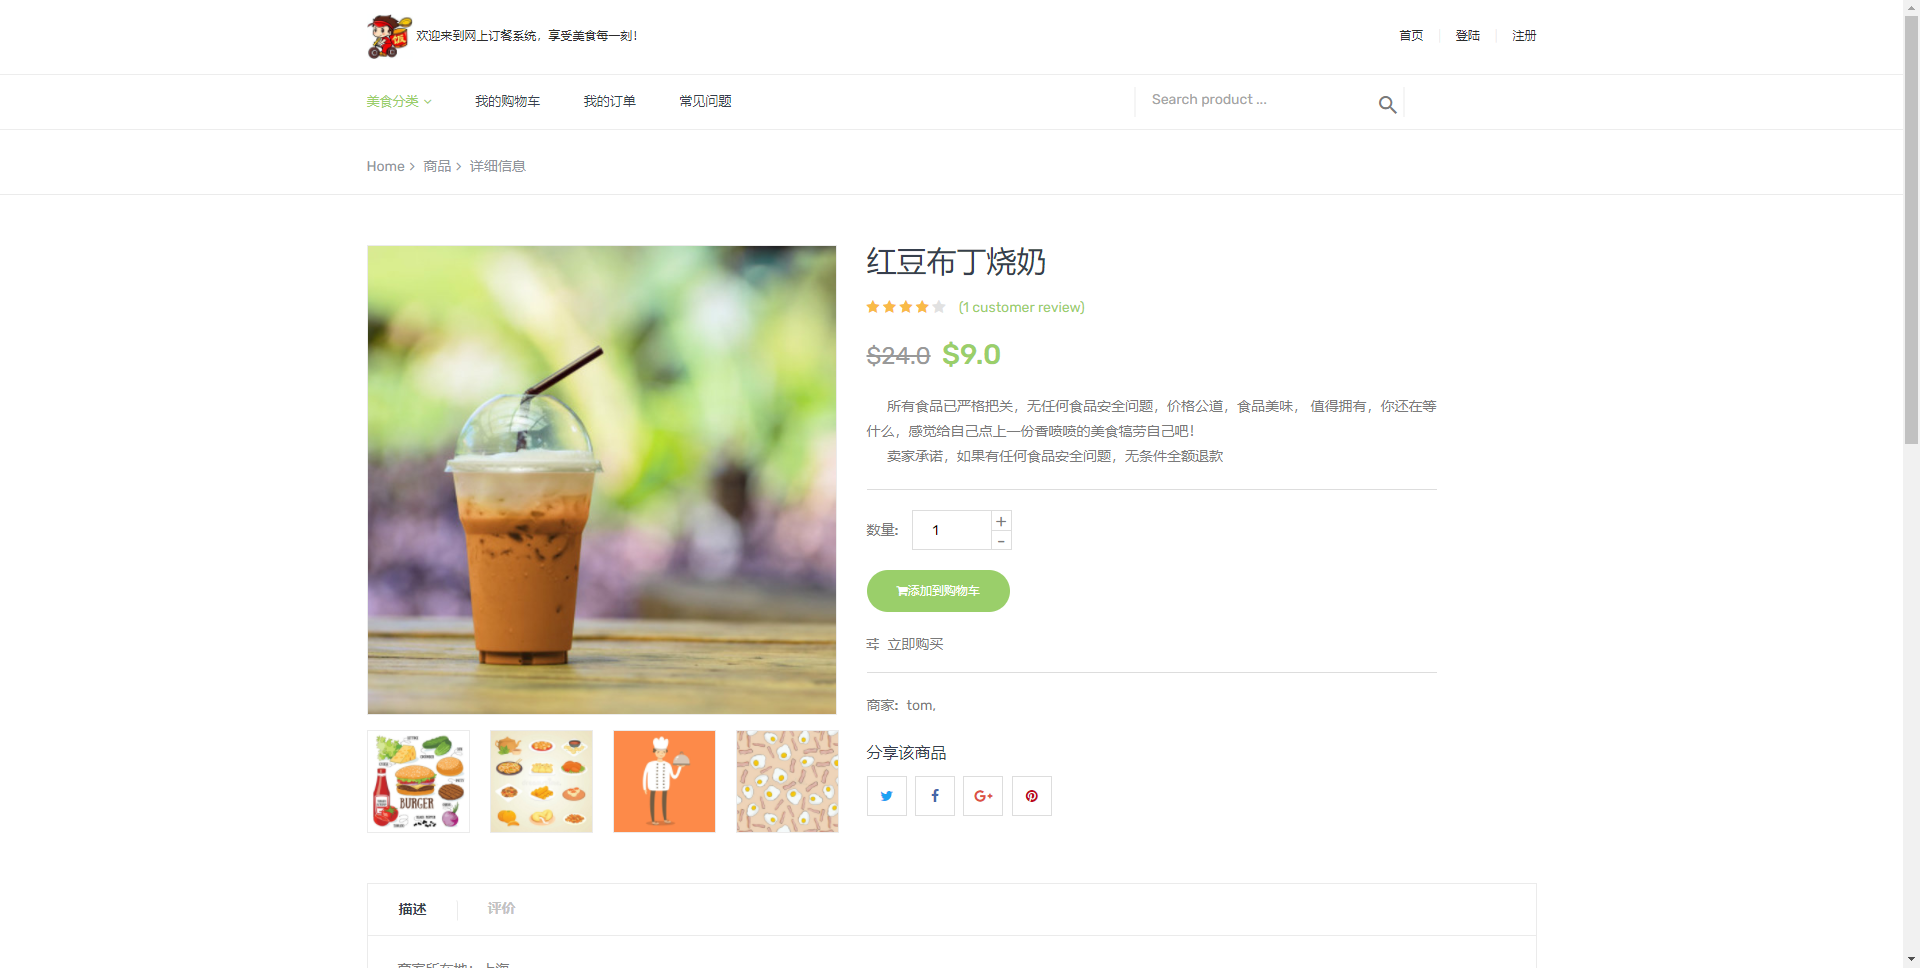 欢迎来到网上订餐系统，享受美食每一刻！
首页 登陆 注册
美食分类 我的购物车 我的订单 常见问题 Search product ...
Home > 商品 > 详细信息
红豆布丁烧奶
(1 customer review)
$24.0 $9.0
所有食品已严格把关，无任何食品安全问题，价格公道，食品美味， 值得拥有，你还在等
什么，感觉给自己点上一份香喷喷的美食犒劳自己吧！
卖家承诺，如果有任何食品安全问题，无条件全额退款
数量: 1 + -
添加到购物车
立即购买
商家: tom,
BURGER
分享该商品
描述 评价
商家所在地：上海